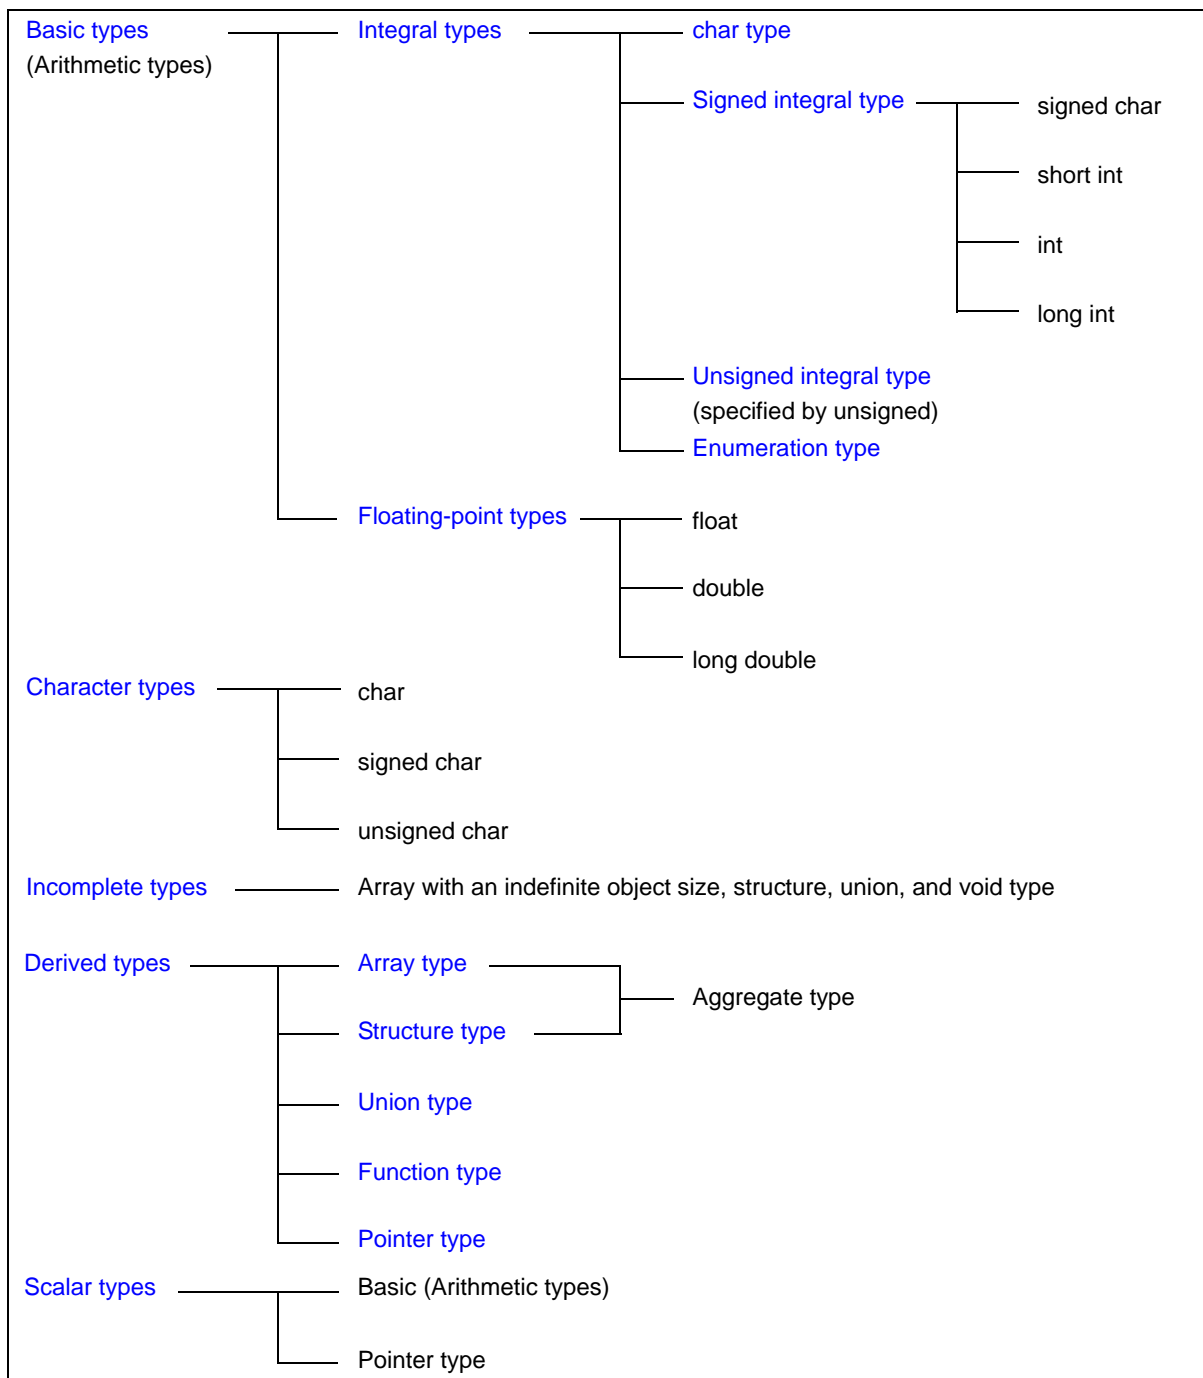 Basic types
(Arithmetic types)
Integral types
char type
Signed integral type
signed char
short int
int
long int
Unsigned integral type
(specified by unsigned)
Enumeration type
Floating-point types
float
double
long double
Character types
char
signed char
unsigned char
Incomplete types
Array with an indefinite object size, structure, union, and void type
Derived types
Array type
Aggregate type
Structure type
Union type
Function type
Pointer type
Scalar types
Basic (Arithmetic types)
Pointer type